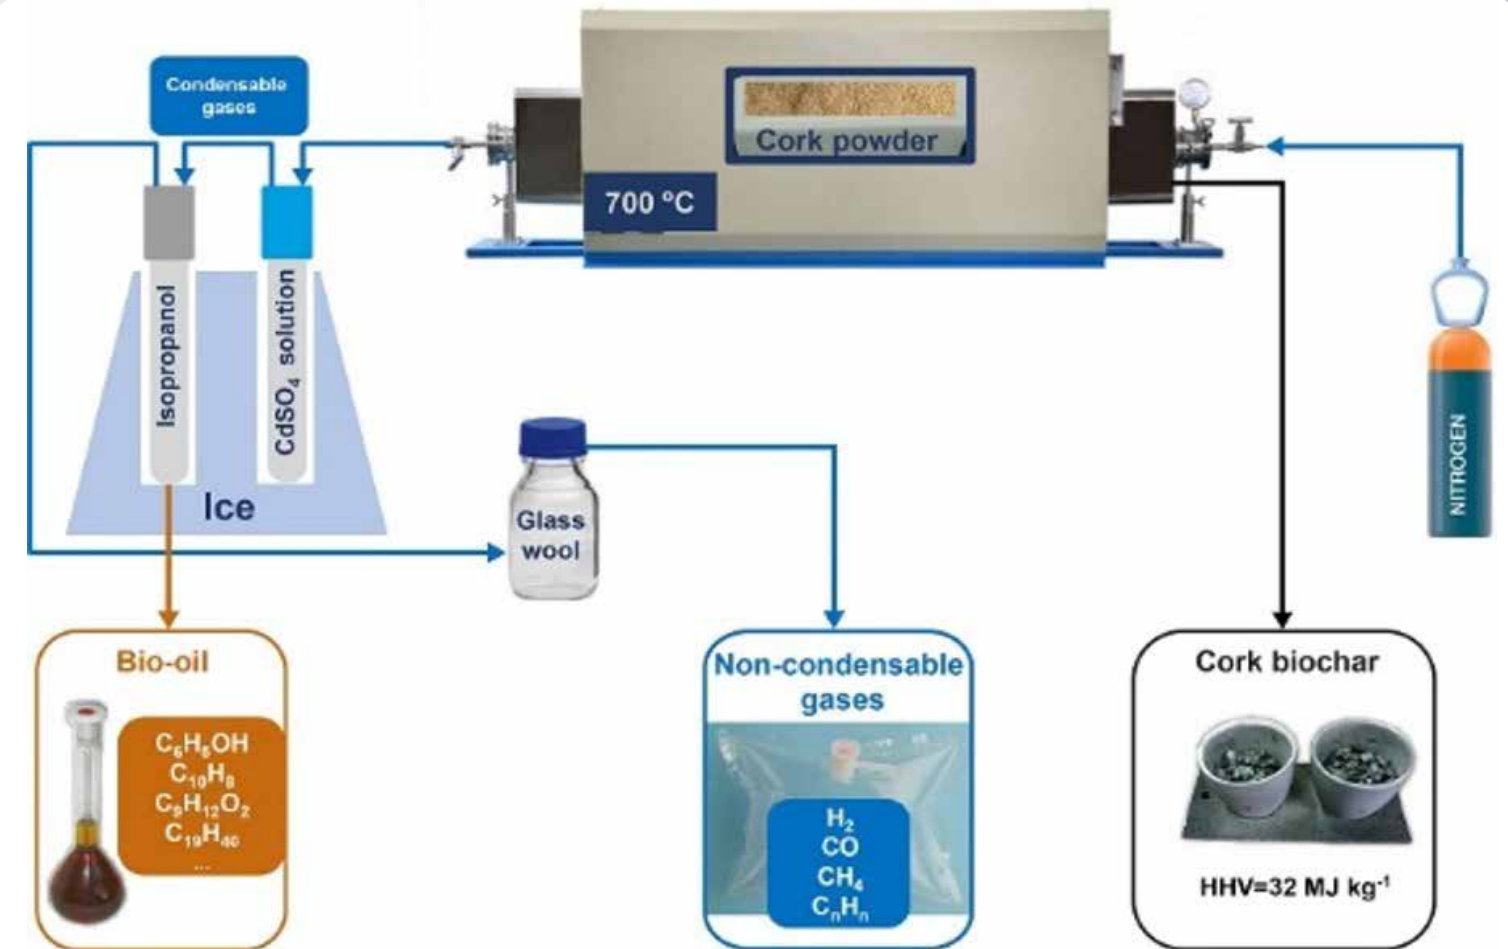 Condensable
gases
Cork powder
700 ºC
Isopropanol
CdSO₄ solution
Ice
Glass
wool
NITROGEN
Bio-oil
C₆H₅OH
C₁₀H₈
C₉H₁₂O₂
C₁₉H₄₀
...
Non-condensable
gases
H₂
CO
CH₄
CₙHₙ
Cork biochar
HHV=32 MJ kg⁻¹